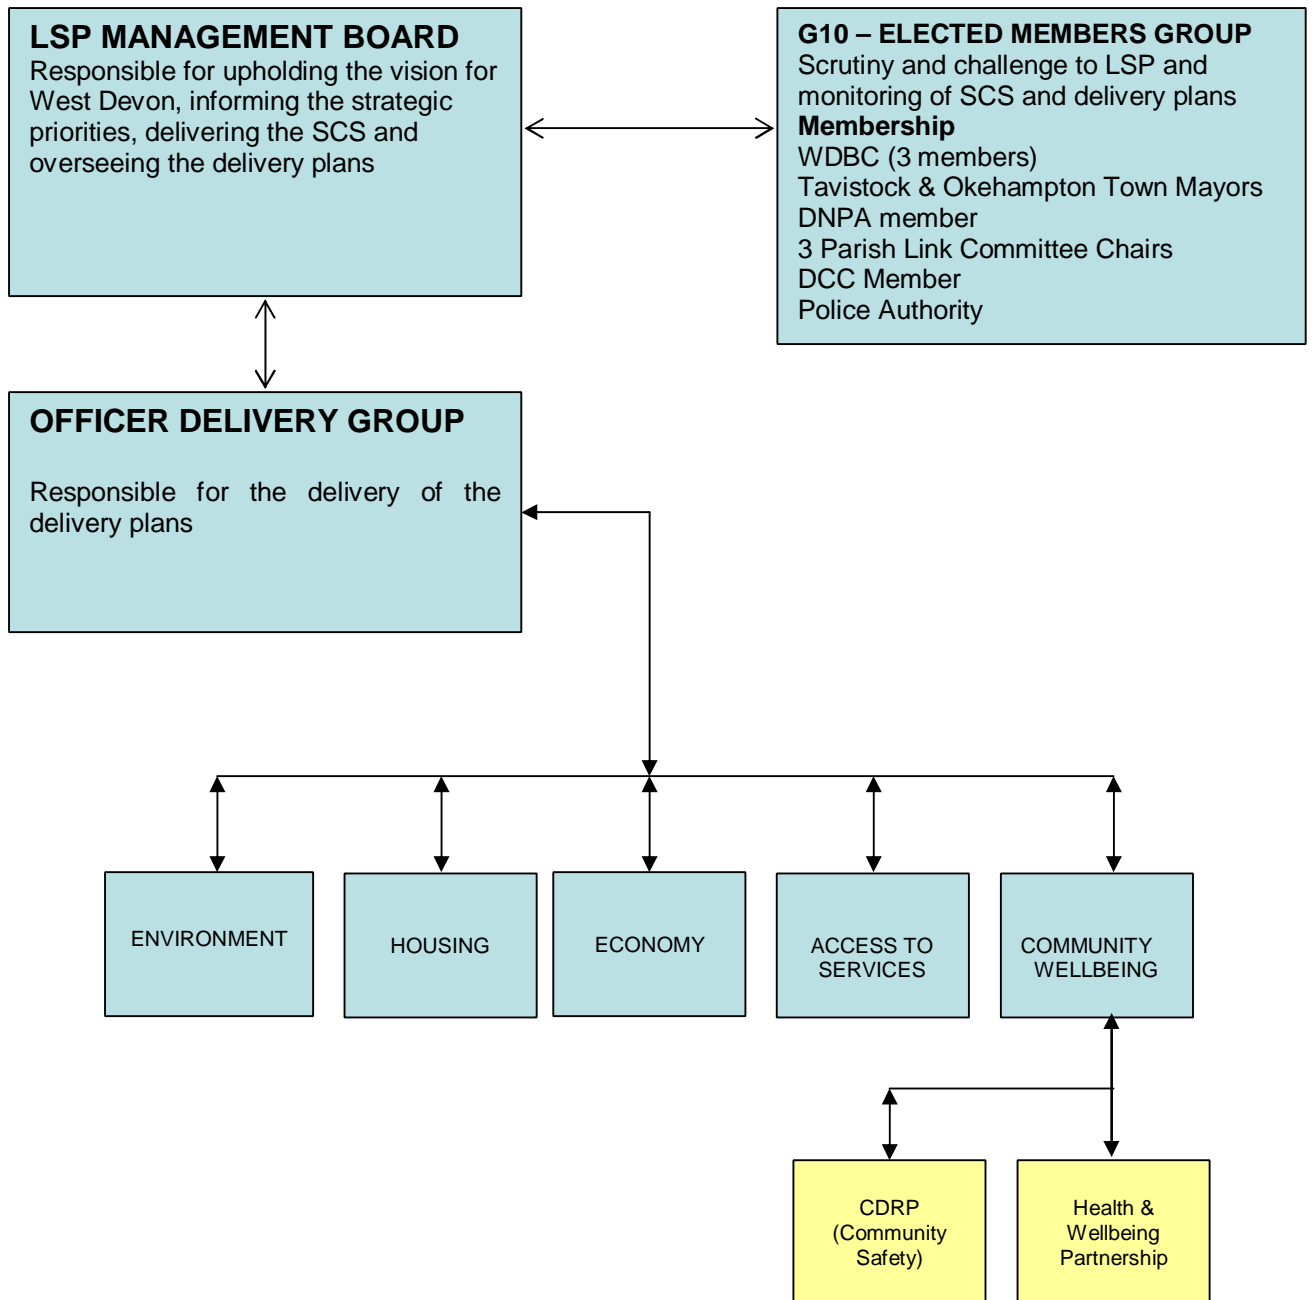 LSP MANAGEMENT BOARD
Responsible for upholding the vision for
West Devon, informing the strategic
priorities, delivering the SCS and
overseeing the delivery plans
G10 – ELECTED MEMBERS GROUP
Scrutiny and challenge to LSP and
monitoring of SCS and delivery plans
Membership
WDBC (3 members)
Tavistock & Okehampton Town Mayors
DNPA member
3 Parish Link Committee Chairs
DCC Member
Police Authority
OFFICER DELIVERY GROUP
Responsible for the delivery of the
delivery plans
ENVIRONMENT
HOUSING
ECONOMY
ACCESS TO
SERVICES
COMMUNITY
WELLBEING
CDRP
(Community
Safety)
Health &
Wellbeing
Partnership